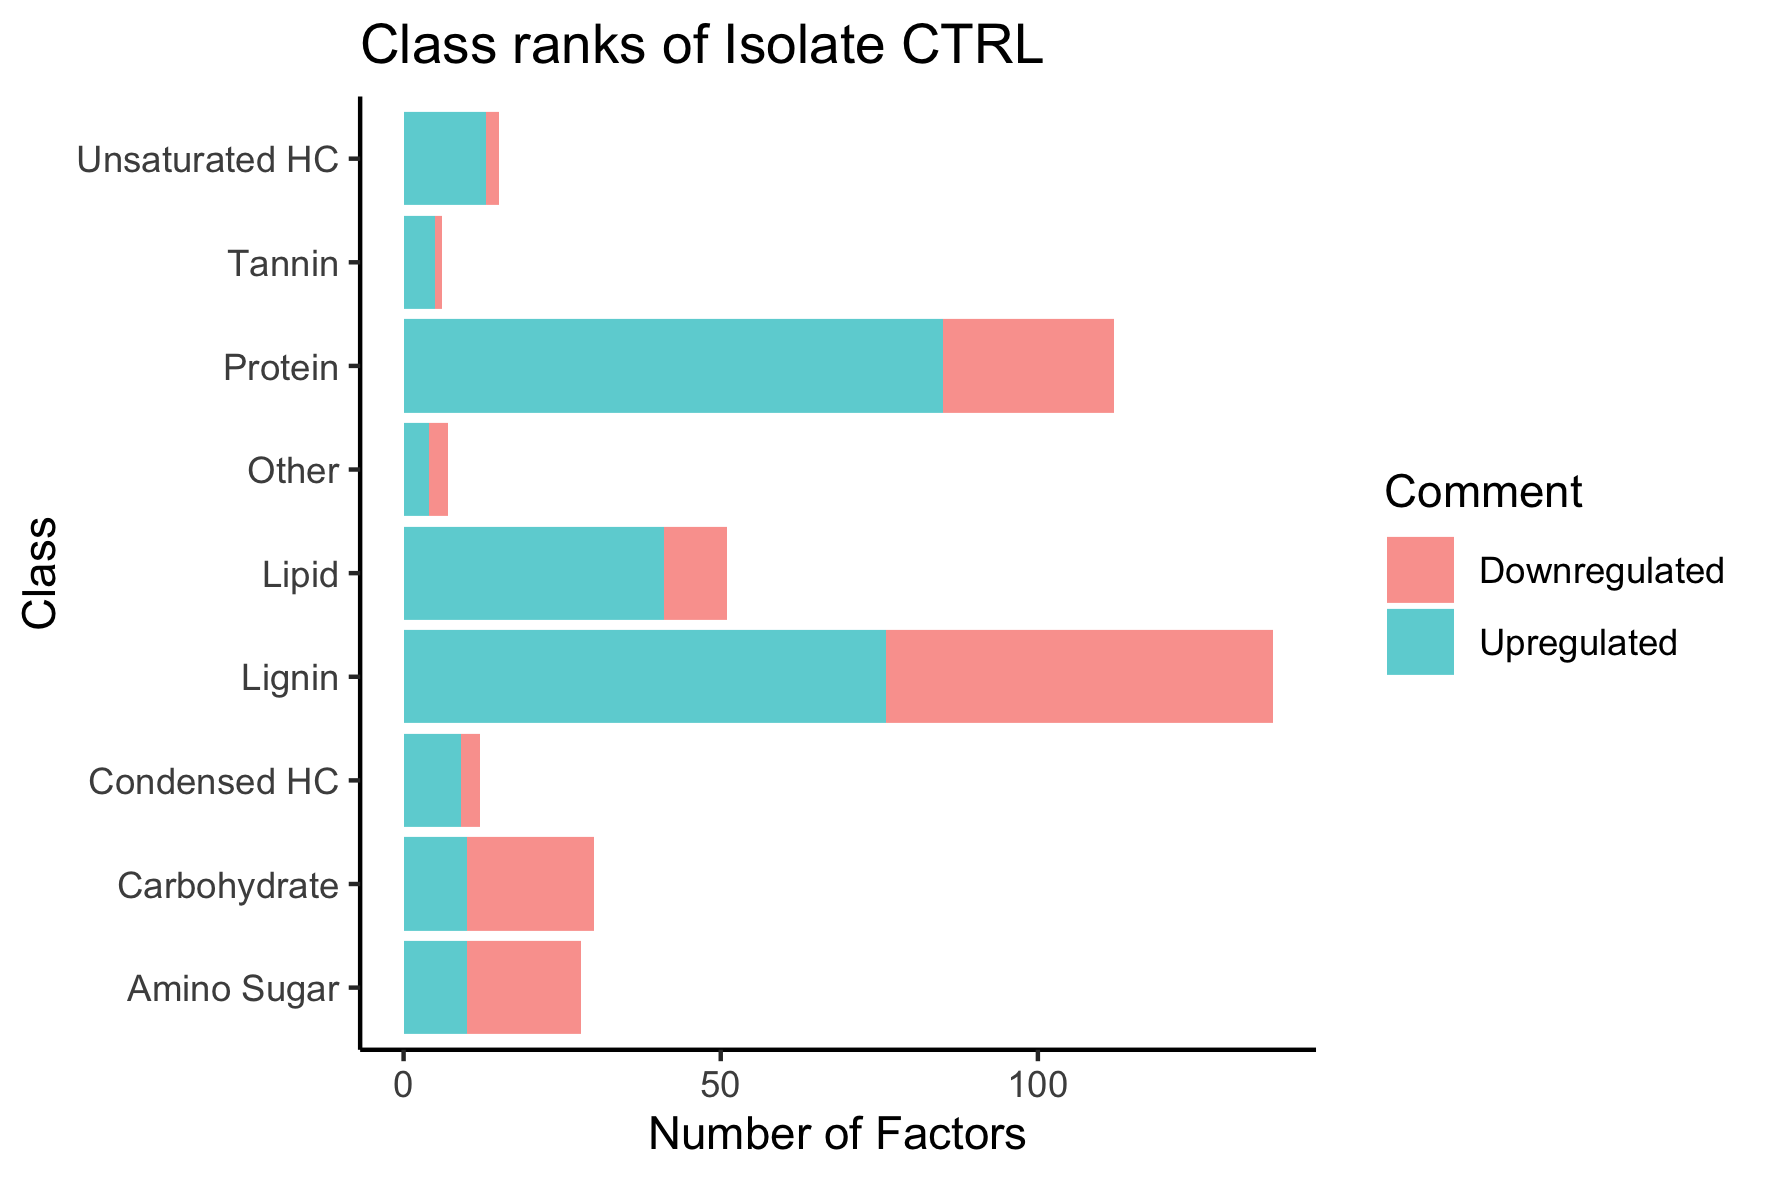 Class ranks of Isolate CTRL
Class
Unsaturated HC
Tannin
Protein
Other
Lipid
Lignin
Condensed HC
Carbohydrate
Amino Sugar
0 50 100
Number of Factors
Comment
Downregulated
Upregulated